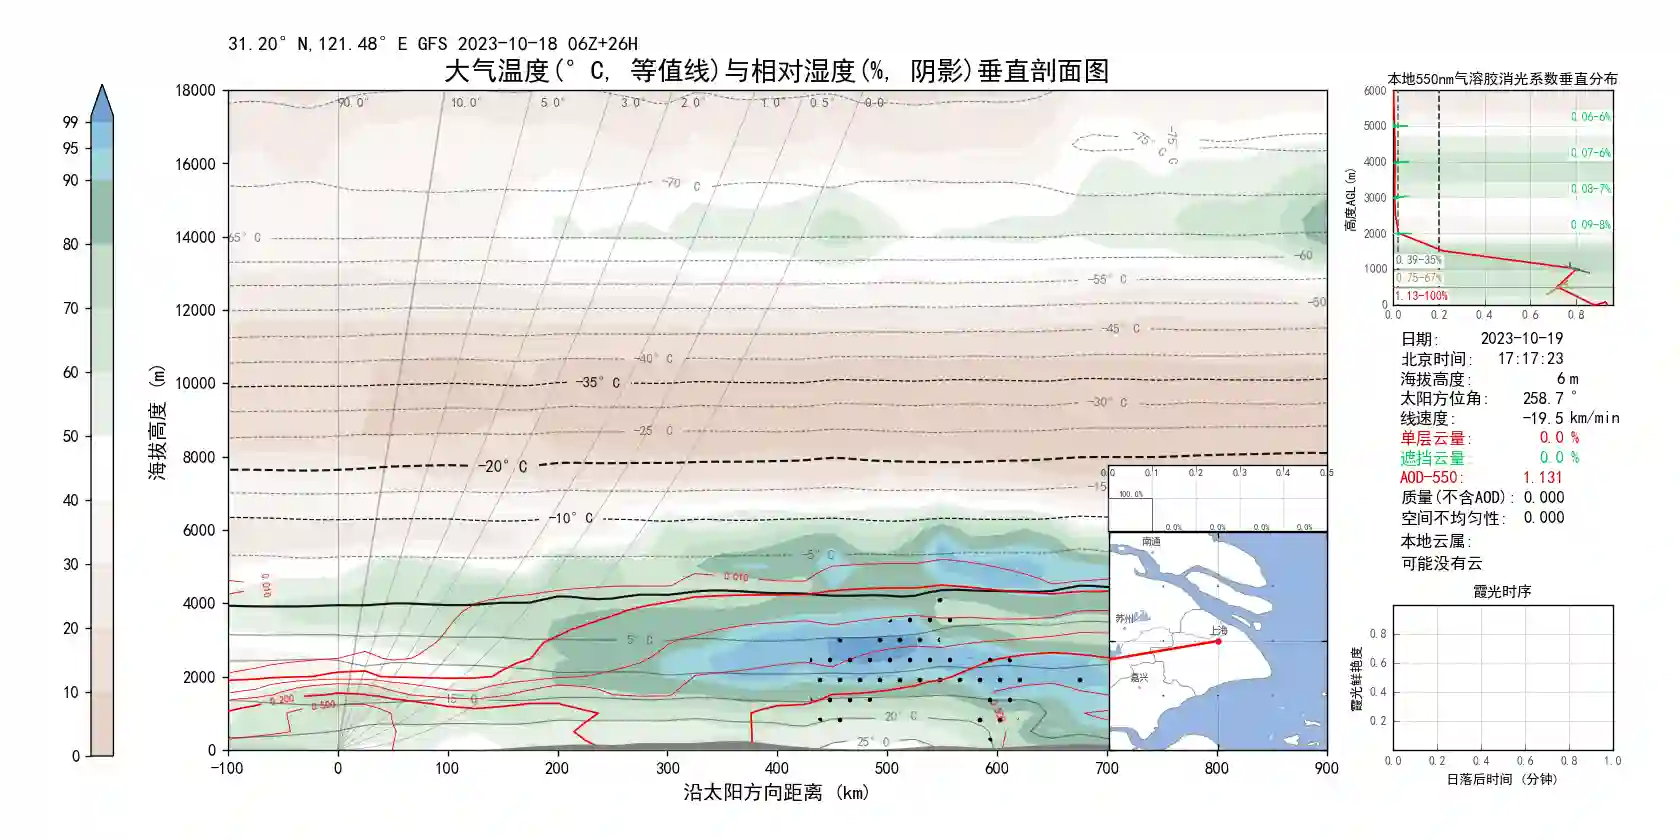 31.20° N,121.48° E GFS 2023-10-18 06Z+26H
大气温度(° C, 等值线)与相对湿度(%, 阴影)垂直剖面图
99
95
90
80
70
60
50
40
30
20
10
0
海拔高度 (m)
18000
16000
14000
12000
10000
8000
6000
4000
2000
0
90.0° 10.0° 5.0° 3.0 2.0° 1.0° 0.5° 0.0
-75° C
-75° C
-70 C
65° C
-60
-55° C
-50
-45° C
-40° C
-35° C
-30° C
-25 C
-20° C
-15
-10° C
-5° C
0.010
0.010
5° C
0.200
0.500
15° C
20° C
25° C
-100 0 100 200 300 400 500 600 700 800 900
沿太阳方向距离 (km)
0.0 0.1 0.2 0.3 0.4 0.5
100.0%
0.0% 0.0% 0.0% 0.0%
南通
苏州
上海
嘉兴
本地550nm气溶胶消光系数垂直分布
高度AGL(m)
6000
5000
4000
3000
2000
1000
0
0.06-6%
0.07-6%
0.08-7%
0.09-8%
0.39-35%
0.75-67%
1.13-100%
0.0 0.2 0.4 0.6 0.8
日期: 2023-10-19
北京时间: 17:17:23
海拔高度: 6 m
太阳方位角: 258.7 °
线速度: -19.5 km/min
单层云量: 0.0 %
遮挡云量: 0.0 %
AOD-550: 1.131
质量(不含AOD): 0.000
空间不均匀性: 0.000
本地云属:
可能没有云
霞光时序
霞光鲜艳度
0.8
0.6
0.4
0.2
0.0 0.2 0.4 0.6 0.8 1.0
日落后时间 (分钟)